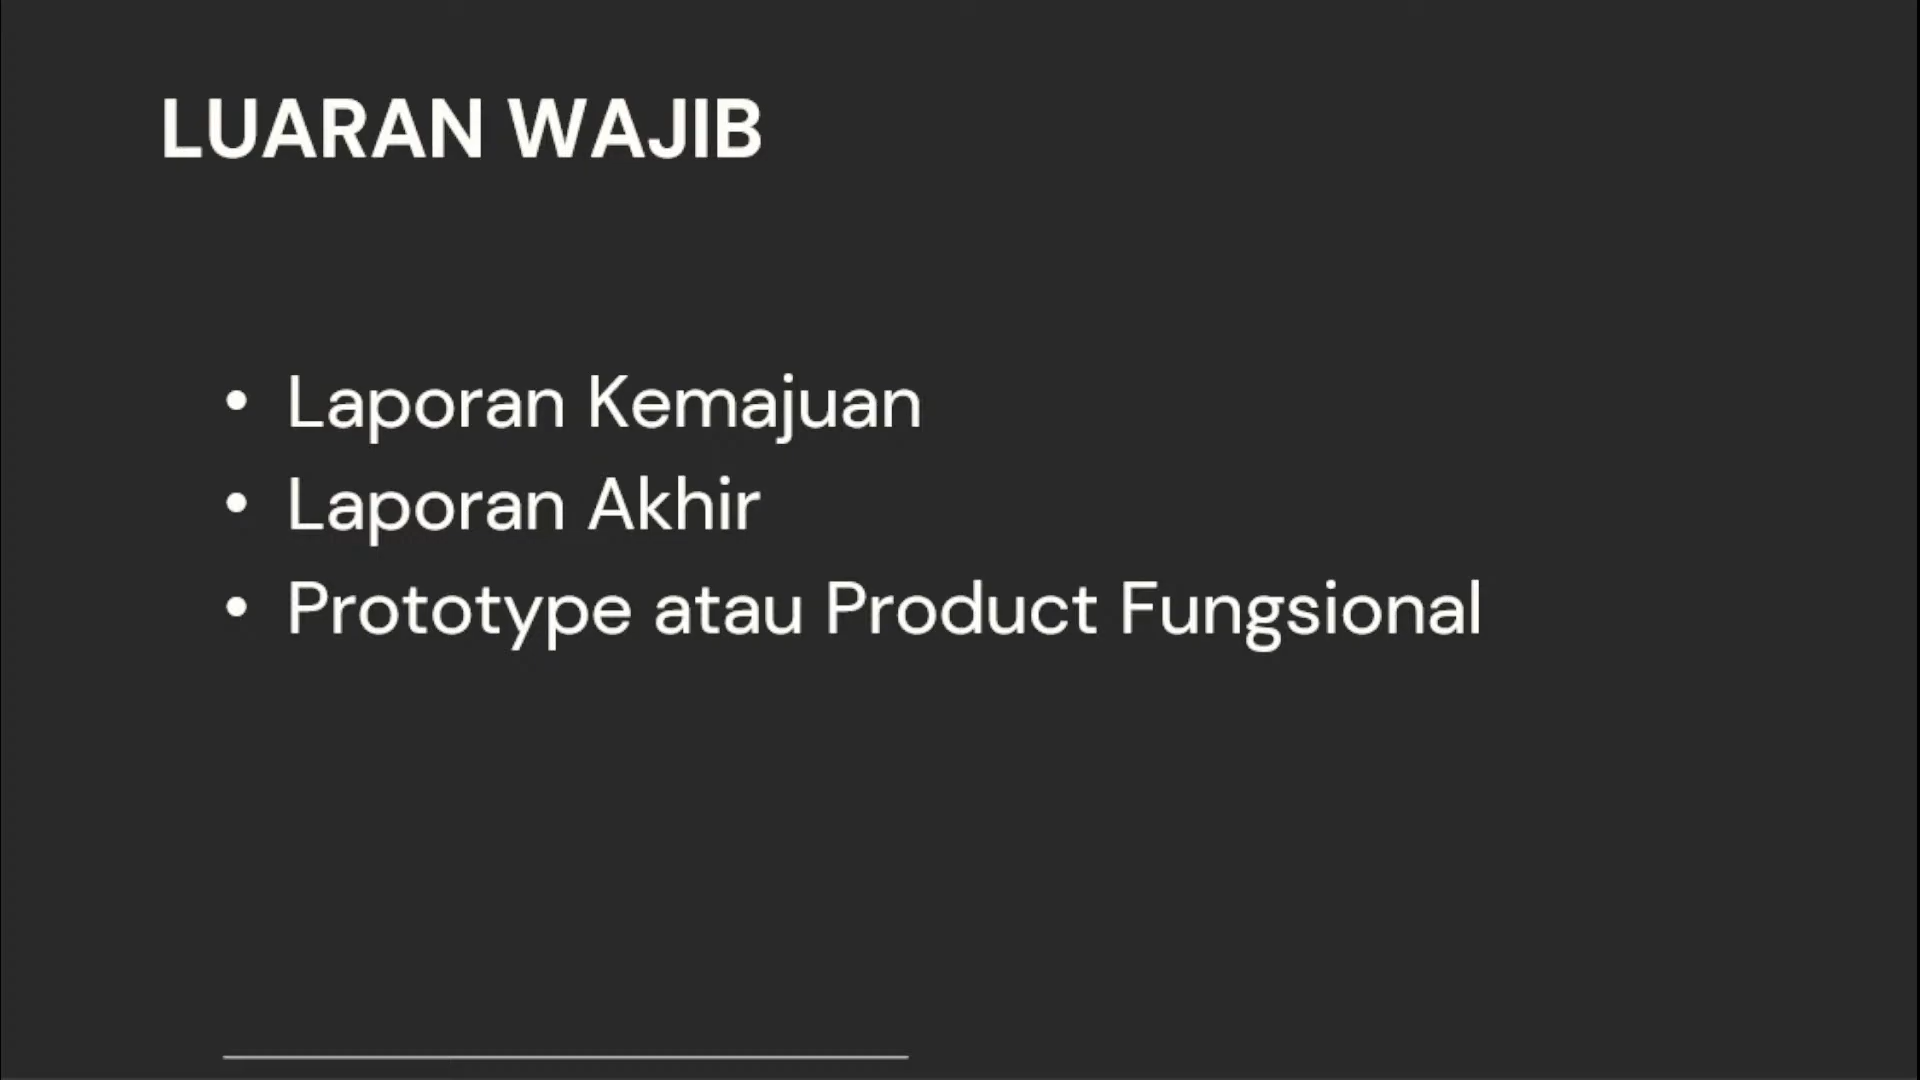 LUARAN WAJIB
• Laporan Kemajuan
• Laporan Akhir
• Prototype atau Product Fungsional